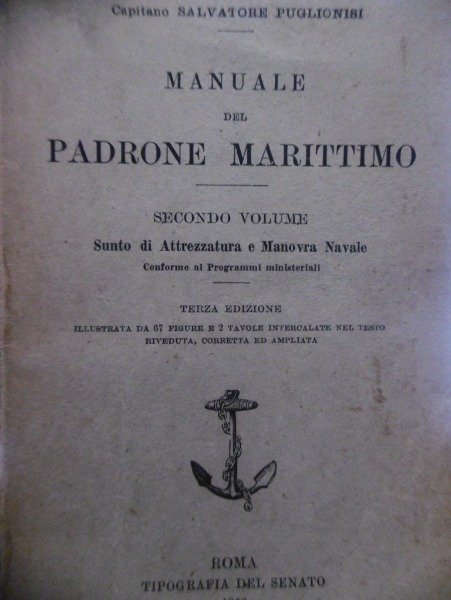 Capitano SALVATORE PUGLIONISI
MANUALE
DEL
PADRONE MARITTIMO
SECONDO VOLUME
Sunto di Attrezzatura e Manovra Navale
Conforme ai Programmi ministeriali
TERZA EDIZIONE
ILLUSTRATA DA 67 FIGURE E 2 TAVOLE INTERCALATE NEL TESTO
RIVEDUTA, CORRETTA ED AMPLIATA
ROMA
TIPOGRAFIA DEL SENATO